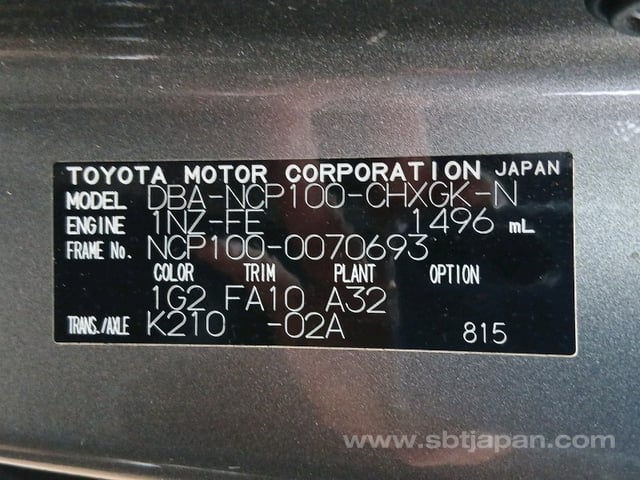 TOYOTA MOTOR CORPORATION JAPAN
MODEL DBA-NCP100-CHXGK-N
ENGINE 1NZ-FE 1496 mL
FRAME No. NCP100-0070693
COLOR TRIM PLANT OPTION
1G2 FA10 A32
TRANS./AXLE K210 -02A 815
www.sbtjapan.com